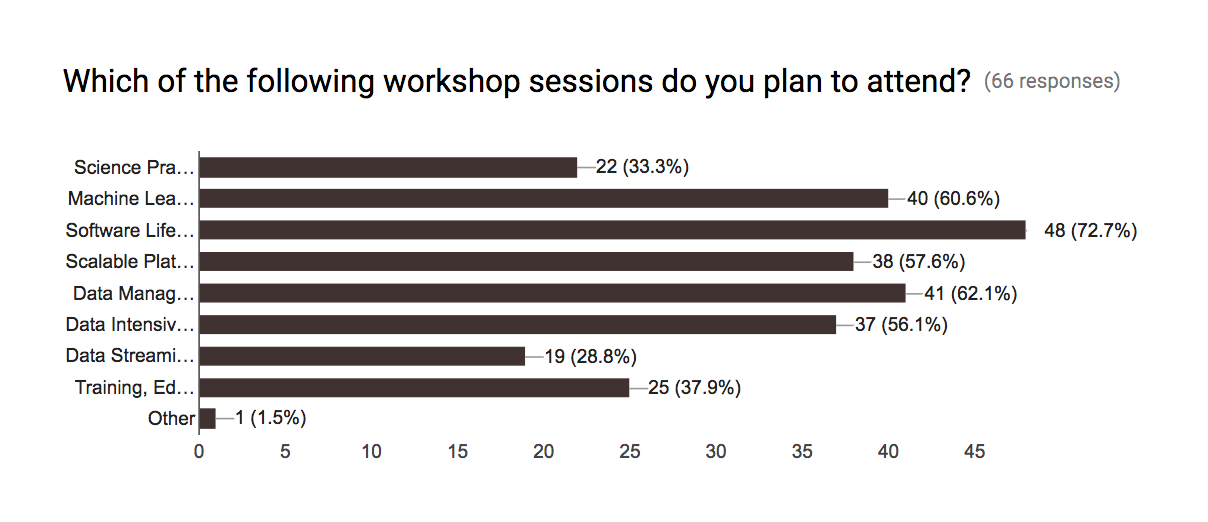 Which of the following workshop sessions do you plan to attend? (66 responses)
Science Pra… 22 (33.3%)
Machine Lea… 40 (60.6%)
Software Life… 48 (72.7%)
Scalable Plat… 38 (57.6%)
Data Manag… 41 (62.1%)
Data Intensiv… 37 (56.1%)
Data Streami… 19 (28.8%)
Training, Ed… 25 (37.9%)
Other 1 (1.5%)
0 5 10 15 20 25 30 35 40 45